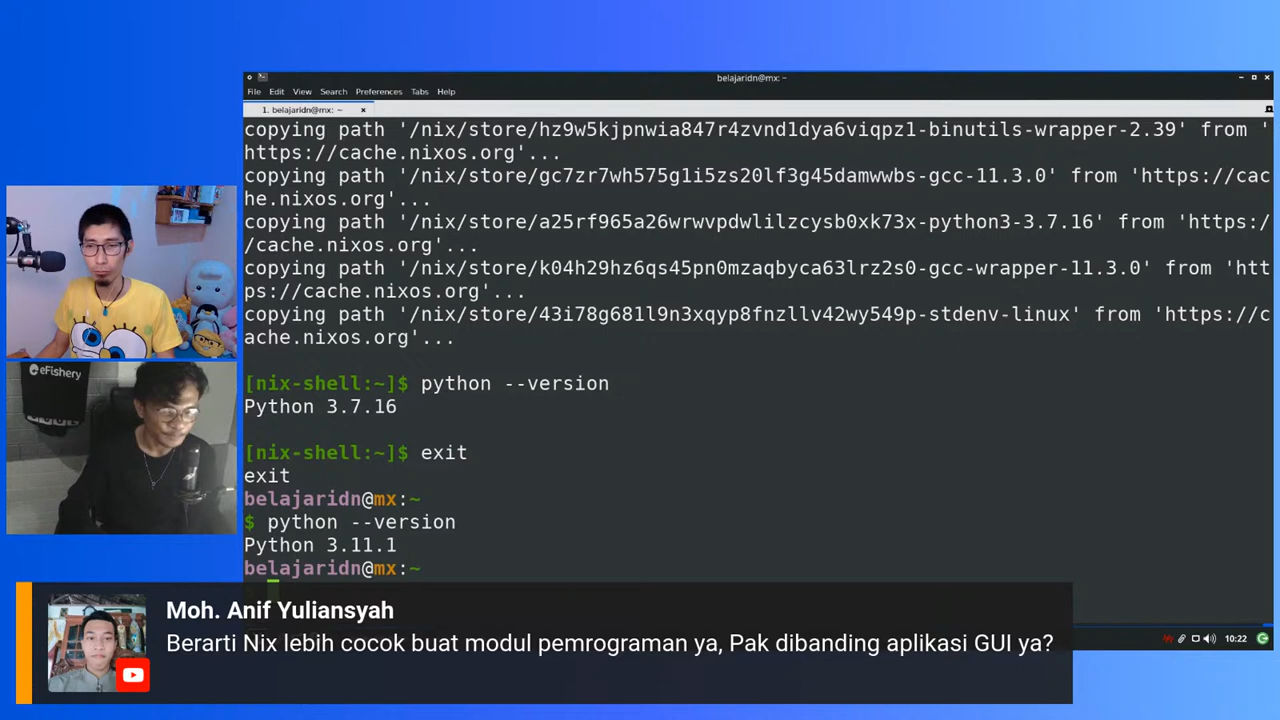 belajaridn@mx: ~
File Edit View Search Preferences Tabs Help
1. belajaridn@mx: ~
copying path '/nix/store/hz9w5kjpnwia847r4zvnd1dya6viqpz1-binutils-wrapper-2.39' from '
https://cache.nixos.org'...
copying path '/nix/store/gc7zr7wh575g1i5zs20lf3g45damwwbs-gcc-11.3.0' from 'https://cac
he.nixos.org'...
copying path '/nix/store/a25rf965a26wrwvpdwlilzcysb0xk73x-python3-3.7.16' from 'https:/
/cache.nixos.org'...
copying path '/nix/store/k04h29hz6qs45pn0mzaqbyca63lrz2s0-gcc-wrapper-11.3.0' from 'htt
ps://cache.nixos.org'...
copying path '/nix/store/43i78g681l9n3xqyp8fnzllv42wy549p-stdenv-linux' from 'https://c
ache.nixos.org'...
[nix-shell:~]$ python --version
Python 3.7.16
[nix-shell:~]$ exit
exit
belajaridn@mx:~
$ python --version
Python 3.11.1
belajaridn@mx:~
eFishery
Moh. Anif Yuliansyah
Berarti Nix lebih cocok buat modul pemrograman ya, Pak dibanding aplikasi GUI ya?
10:22